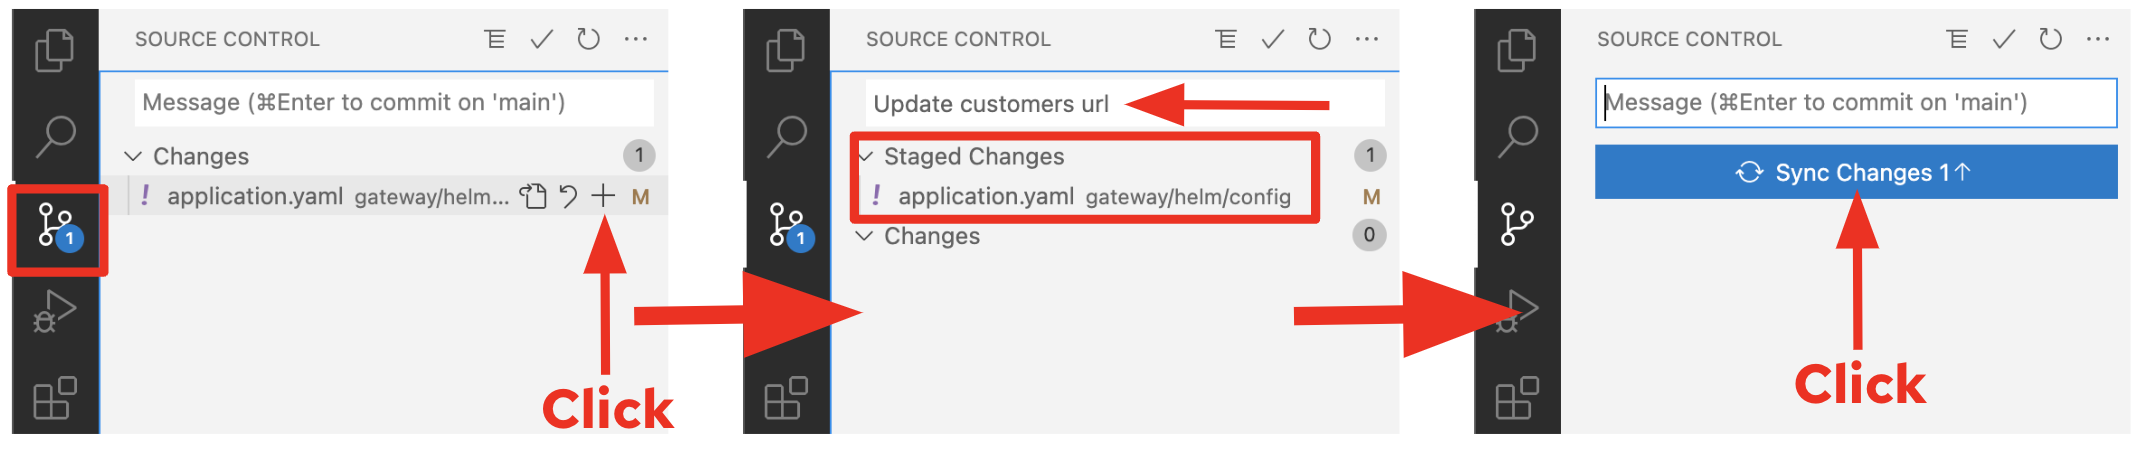 SOURCE CONTROL
Message (⌘Enter to commit on 'main')
Changes 1
! application.yaml gateway/helm... M
1
Click
SOURCE CONTROL
Update customers url
Staged Changes 1
! application.yaml gateway/helm/config M
1
Changes 0
SOURCE CONTROL
Message (⌘Enter to commit on 'main')
Sync Changes 1↑
Click